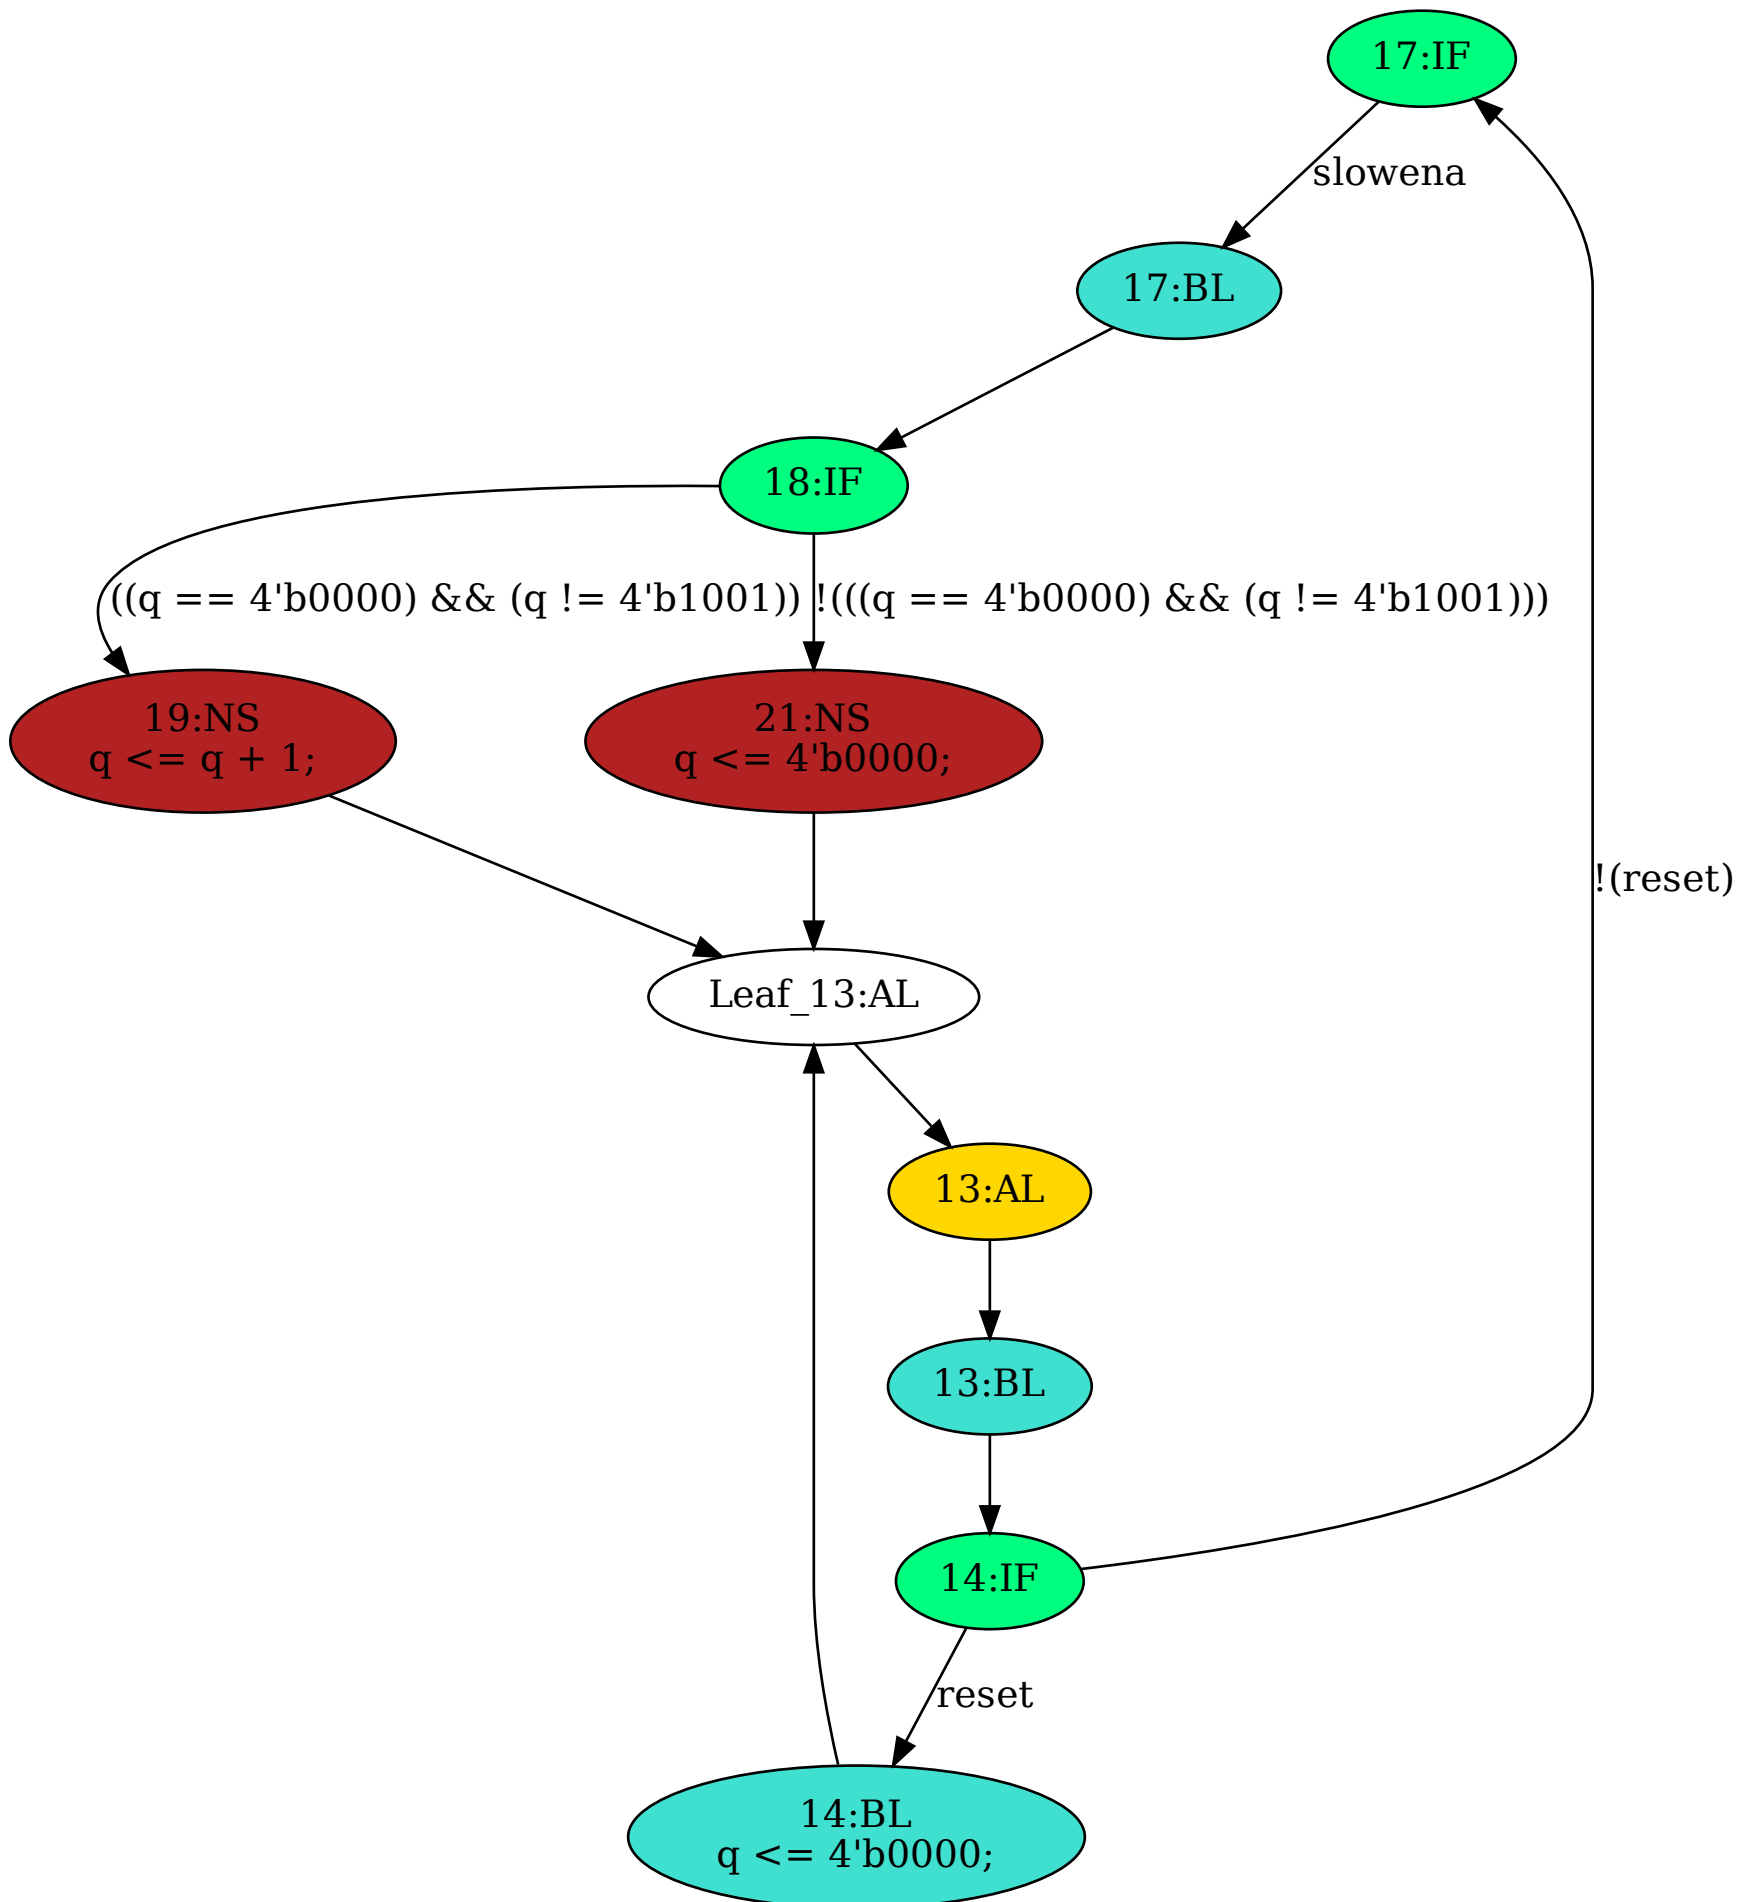 17:IF
slowena
17:BL
18:IF
((q == 4'b0000) && (q != 4'b1001))
!(((q == 4'b0000) && (q != 4'b1001)))
19:NS
q <= q + 1;
21:NS
q <= 4'b0000;
!(reset)
Leaf_13:AL
13:AL
13:BL
14:IF
reset
14:BL
q <= 4'b0000;